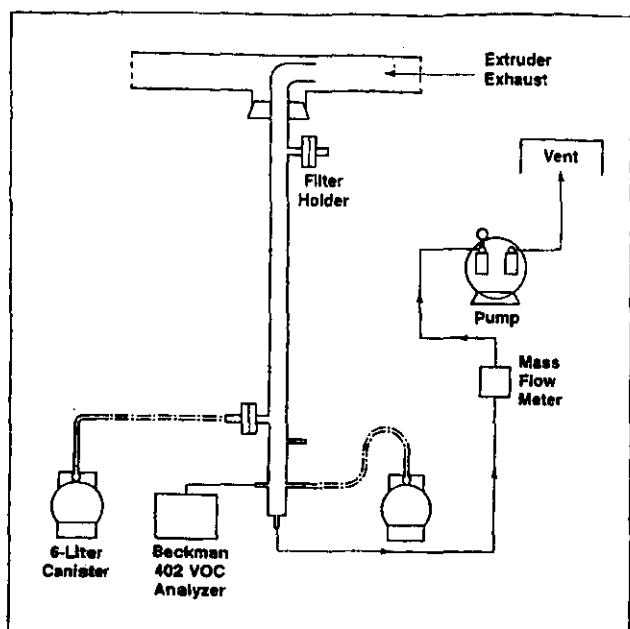 Extruder
Exhaust
Filter
Holder
Vent
Pump
Mass
Flow
Meter
6-Liter
Canister
Beckman
402 VOC
Analyzer